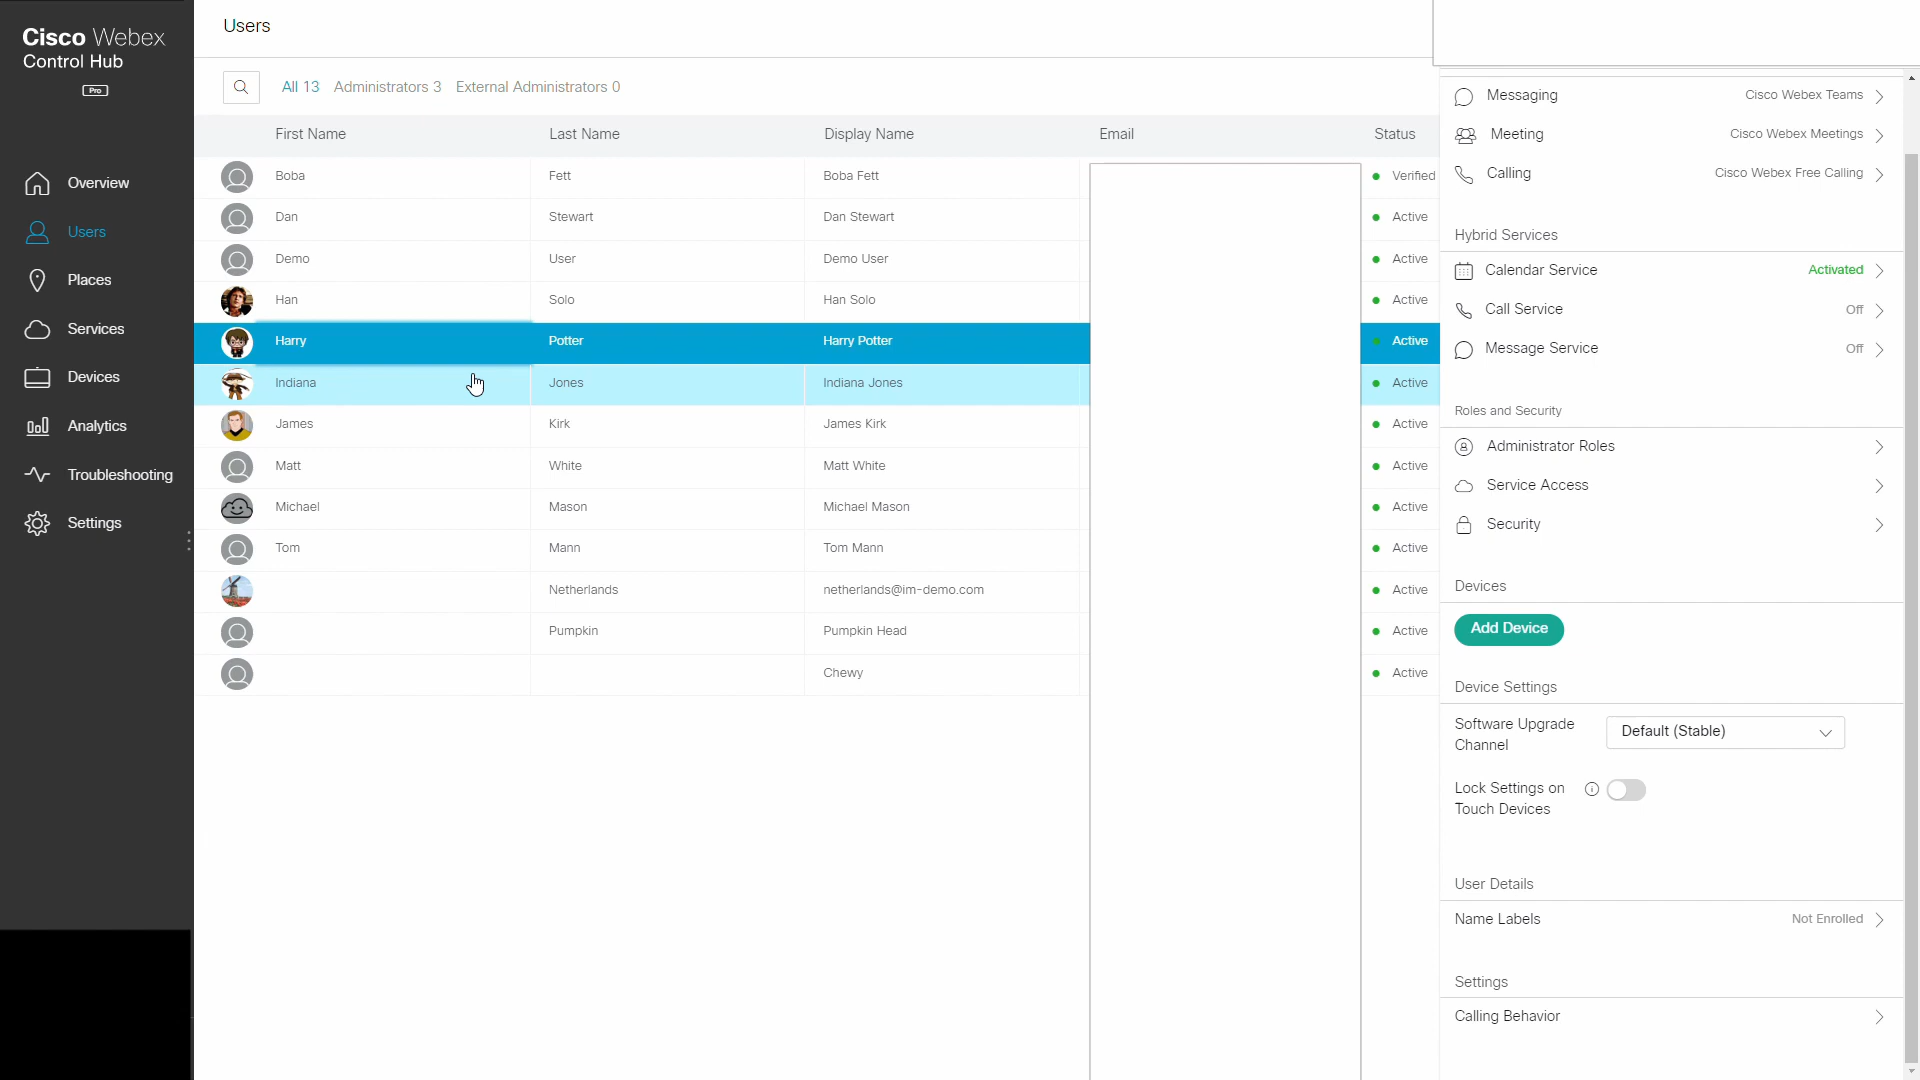 Cisco Webex
Control Hub
Pro
Overview
Users
Places
Services
Devices
Analytics
Troubleshooting
Settings
Users
All 13 Administrators 3 External Administrators 0
First Name Last Name Display Name Email Status
Boba Fett Boba Fett Verified
Dan Stewart Dan Stewart Active
Demo User Demo User Active
Han Solo Han Solo Active
Harry Potter Harry Potter Active
Indiana Jones Indiana Jones Active
James Kirk James Kirk Active
Matt White Matt White Active
Michael Mason Michael Mason Active
Tom Mann Tom Mann Active
Netherlands netherlands@im-demo.com Active
Pumpkin Pumpkin Head Active
Chewy Active
Messaging Cisco Webex Teams
Meeting Cisco Webex Meetings
Calling Cisco Webex Free Calling
Hybrid Services
Calendar Service Activated
Call Service Off
Message Service Off
Roles and Security
Administrator Roles
Service Access
Security
Devices
Add Device
Device Settings
Software Upgrade
Channel
Default (Stable)
Lock Settings on
Touch Devices
User Details
Name Labels Not Enrolled
Settings
Calling Behavior